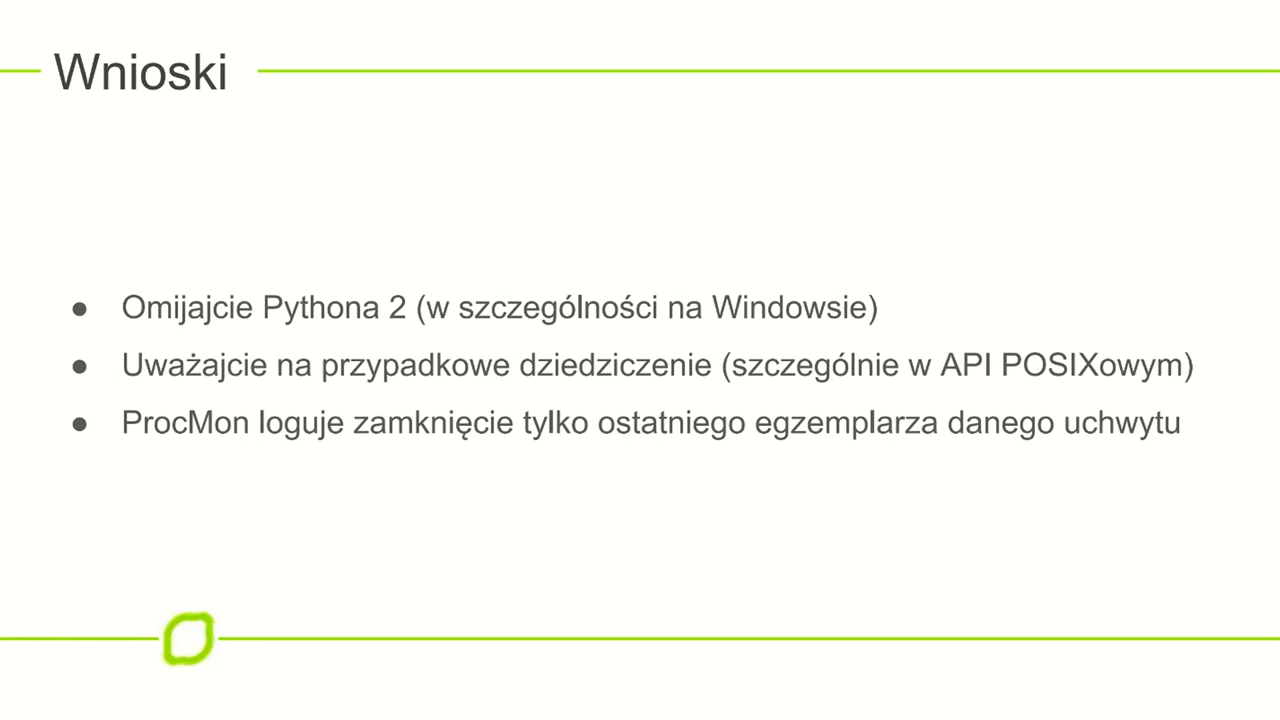 Wnioski
● Omijajcie Pythona 2 (w szczególności na Windowsie)
● Uważajcie na przypadkowe dziedziczenie (szczególnie w API POSIXowym)
● ProcMon loguje zamknięcie tylko ostatniego egzemplarza danego uchwytu